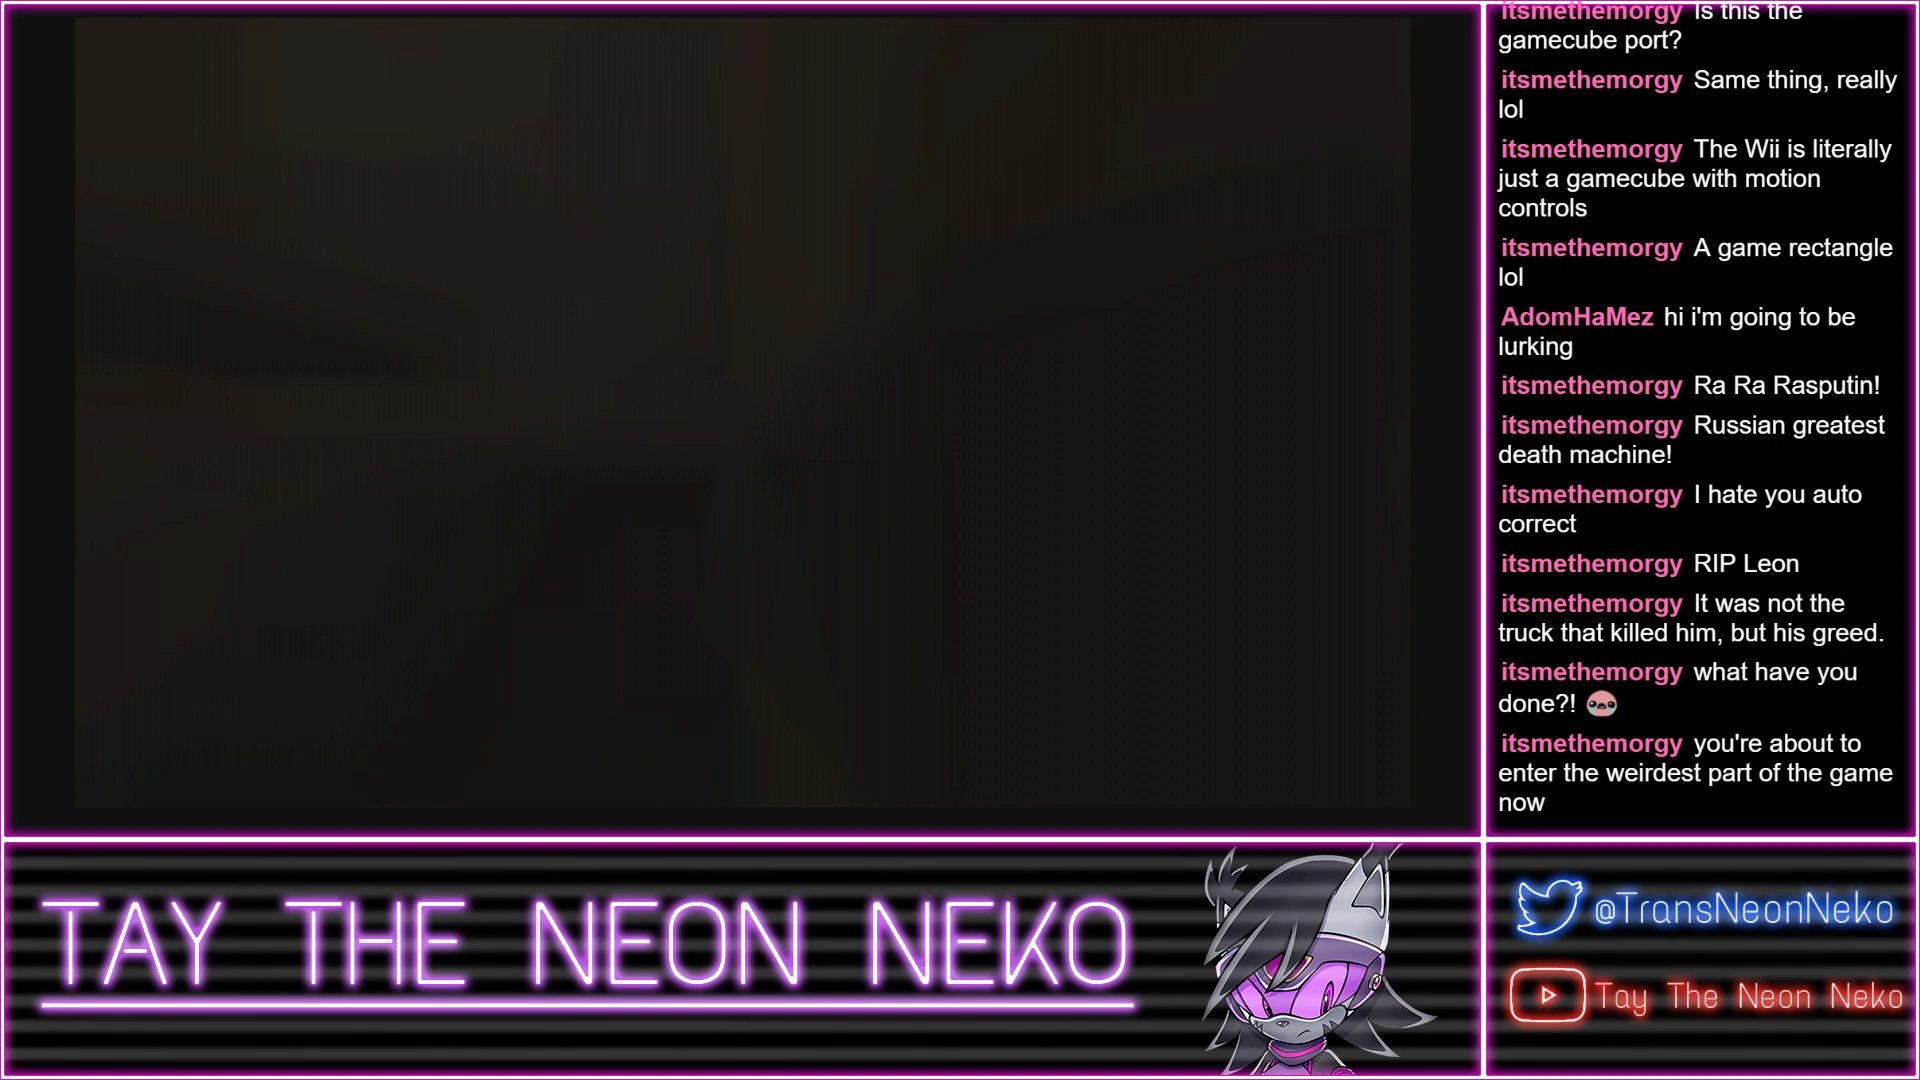 itsmethemorgy Is this the
gamecube port?
itsmethemorgy Same thing, really
lol
itsmethemorgy The Wii is literally
just a gamecube with motion
controls
itsmethemorgy A game rectangle
lol
AdomHaMez hi i'm going to be
lurking
itsmethemorgy Ra Ra Rasputin!
itsmethemorgy Russian greatest
death machine!
itsmethemorgy I hate you auto
correct
itsmethemorgy RIP Leon
itsmethemorgy It was not the
truck that killed him, but his greed.
itsmethemorgy what have you
done?!
itsmethemorgy you're about to
enter the weirdest part of the game
now
TAY THE NEON NEKO
@TransNeonNeko
Tay The Neon Neko